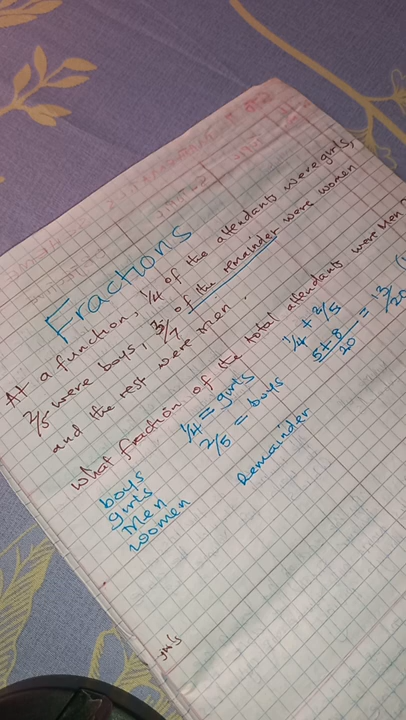 Fractions
At a function, 1/4 of the attendants were girls,
2/5 were boys, 3/7 of the remainder were women
and the rest were men.
What fraction of the total attendants were men?
1/4 = girls
2/5 = boys
1/4 + 2/5
5+8/20 = 13/20
boys
girls
Men
women
Remainder